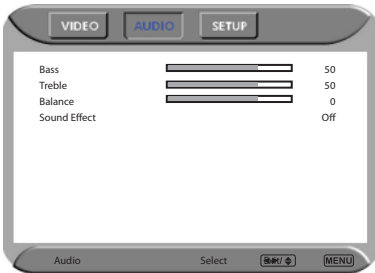 VIDEO AUDIO SETUP
Bass 50
Treble 50
Balance 0
Sound Effect Off
Audio Select MENU